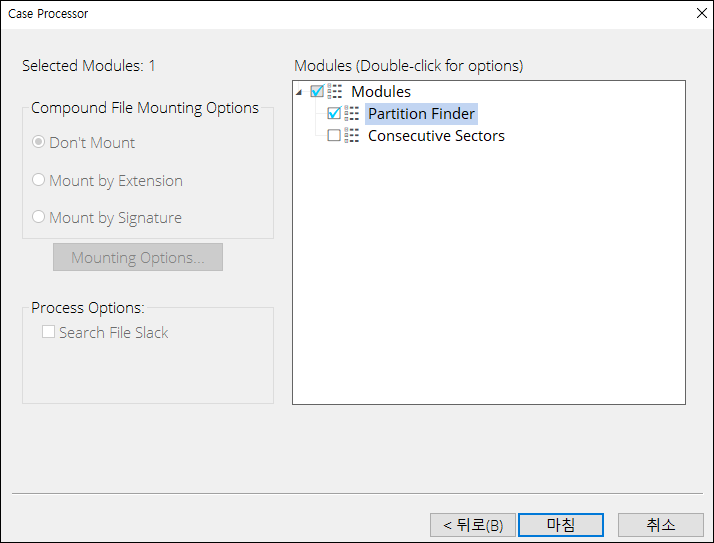 Case Processor
Selected Modules: 1
Modules (Double-click for options)
Compound File Mounting Options
Don't Mount
Mount by Extension
Mount by Signature
Mounting Options...
Process Options:
Search File Slack
Modules
Partition Finder
Consecutive Sectors
< 뒤로(B)
마침
취소